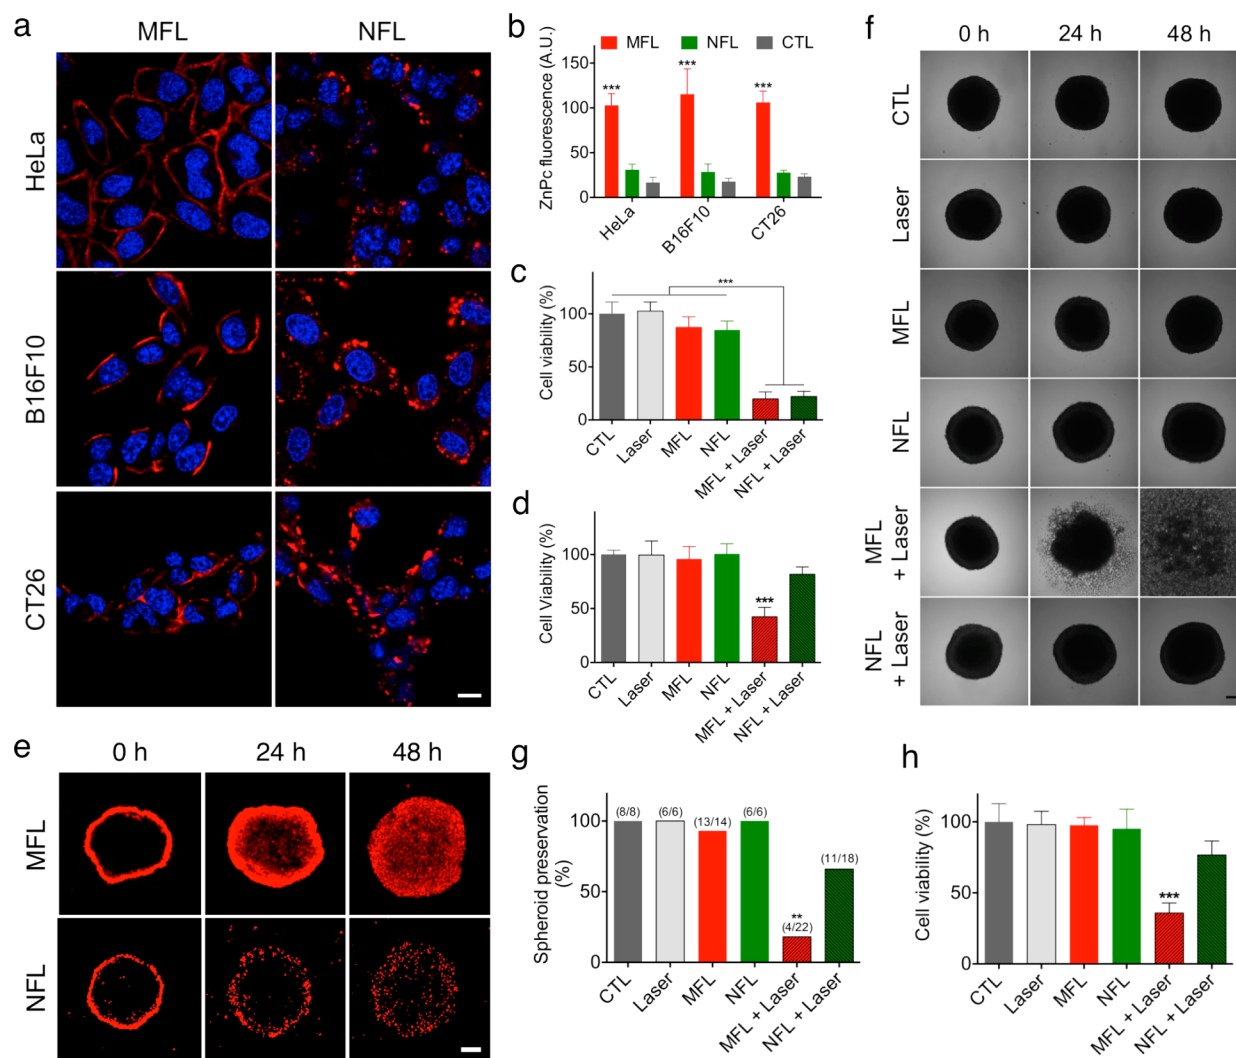 a
MFL NFL
HeLa
B16F10
CT26
b
MFL NFL CTL
ZnPc fluorescence (A.U.)
150
100
50
0
*** *** ***
HeLa B16F10 CT26
c
Cell viability (%)
100
50
0
***
CTL Laser MFL NFL MFL + Laser NFL + Laser
d
Cell Viability (%)
100
50
0
***
CTL Laser MFL NFL MFL + Laser NFL + Laser
e
0 h 24 h 48 h
MFL
NFL
f
0 h 24 h 48 h
CTL
Laser
MFL
NFL
MFL
+ Laser
NFL
+ Laser
g
Spheroid preservation
(%)
100
50
0
(8/8) (6/6) (13/14) (6/6) ** (4/22) (11/18)
CTL Laser MFL NFL MFL + Laser NFL + Laser
h
Cell viability (%)
100
50
0
***
CTL Laser MFL NFL MFL + Laser NFL + Laser